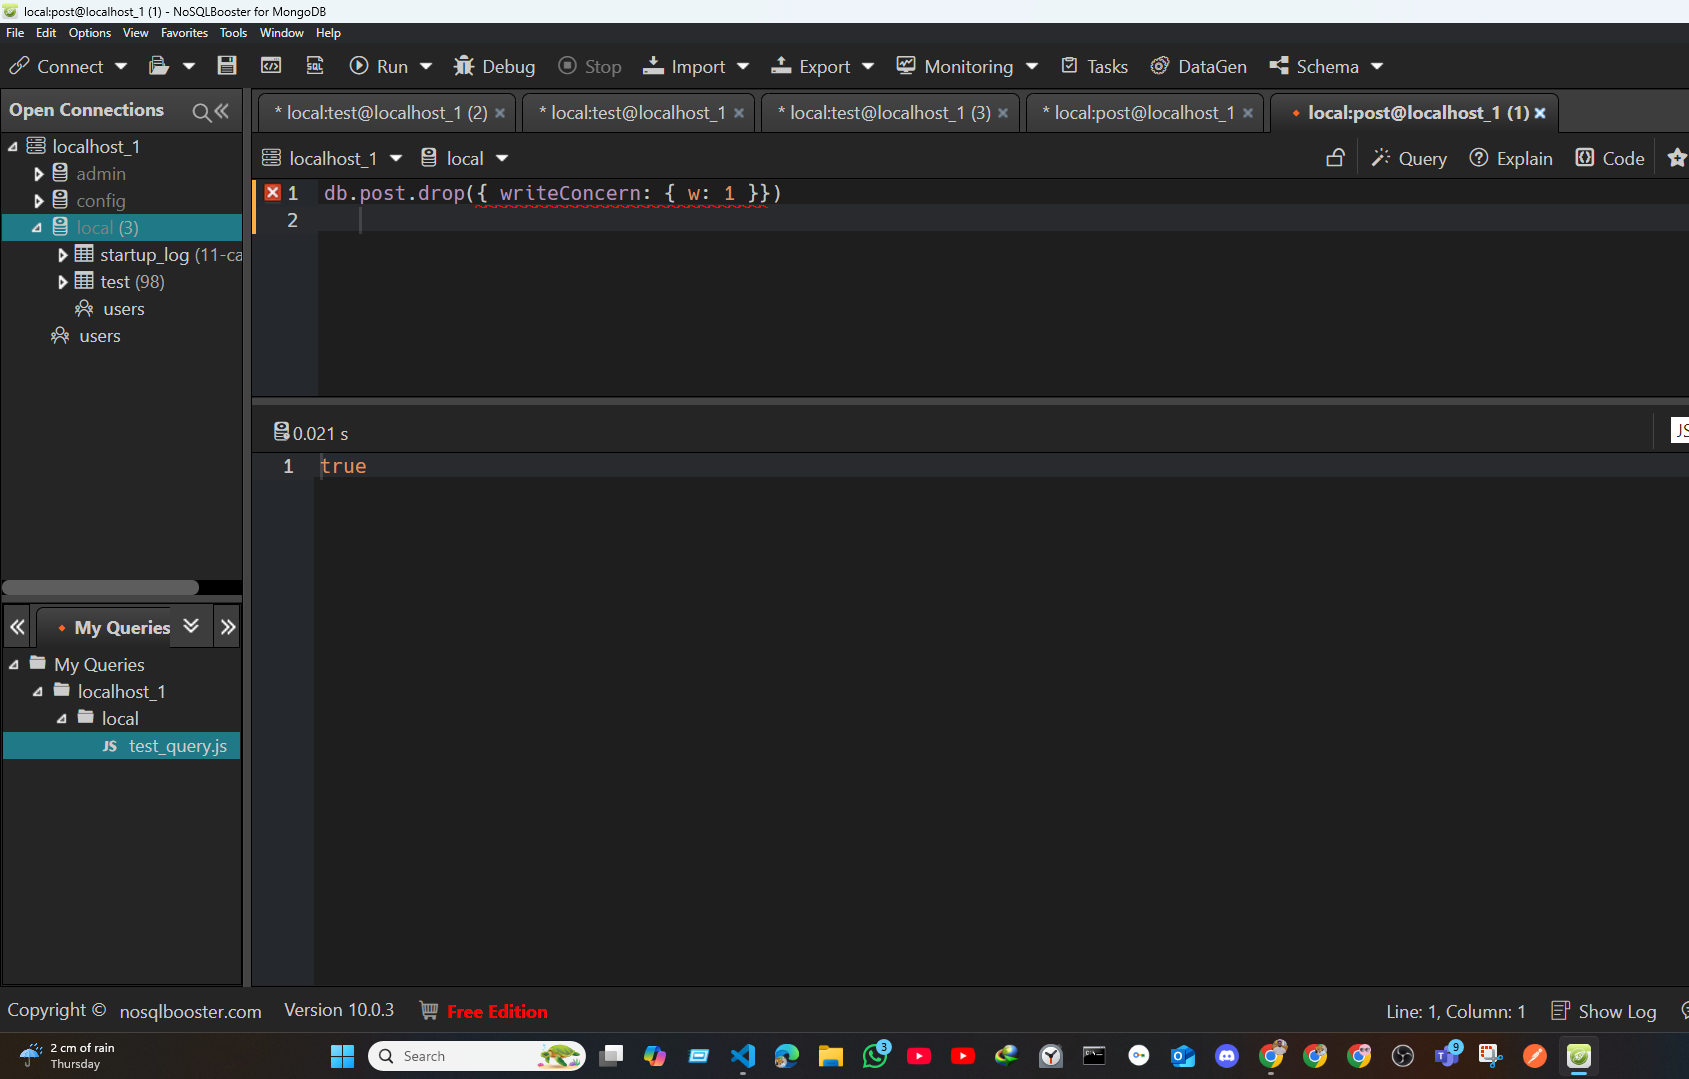 local:post@localhost_1 (1) - NoSQLBooster for MongoDB
File Edit Options View Favorites Tools Window Help
Connect Run Debug Stop Import Export Monitoring Tasks DataGen Schema
Open Connections
* local:test@localhost_1 (2) * local:test@localhost_1 * local:test@localhost_1 (3) * local:post@localhost_1 local:post@localhost_1 (1)
localhost_1 local Query Explain Code
localhost_1
admin
config
local (3)
startup_log (11-ca
test (98)
users
users
1 db.post.drop({ writeConcern: { w: 1 }})
2
0.021 s
JS
1 true
My Queries
My Queries
localhost_1
local
JS test_query.js
Copyright © nosqlbooster.com Version 10.0.3 Free Edition Line: 1, Column: 1 Show Log
2 cm of rain
Thursday
Search
3
9